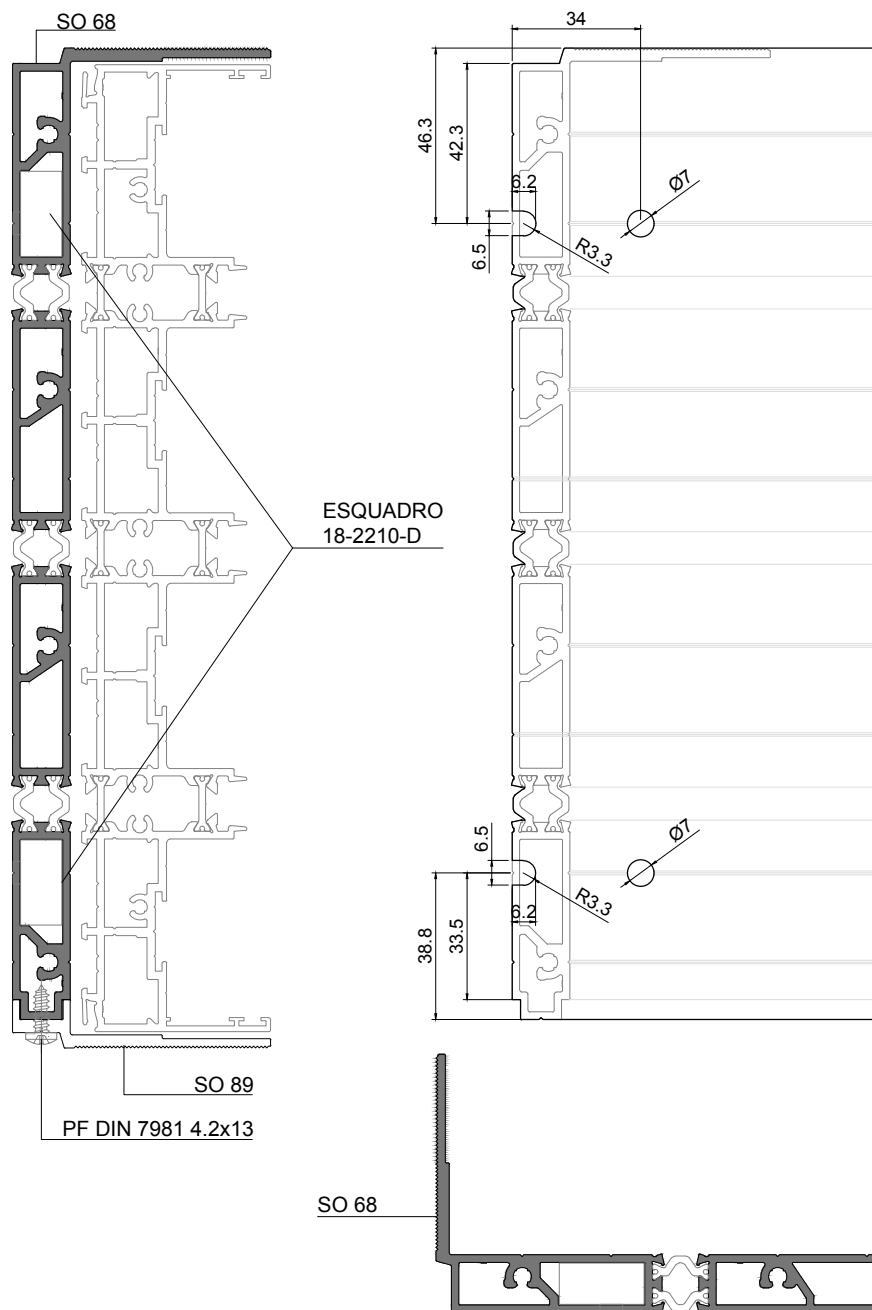 SO 68
34
46.3
42.3
6.2
Ø7
6.5
R3.3
ESQUADRO
18-2210-D
6.5
Ø7
R3.3
6.2
38.8
33.5
SO 89
PF DIN 7981 4.2x13
SO 68